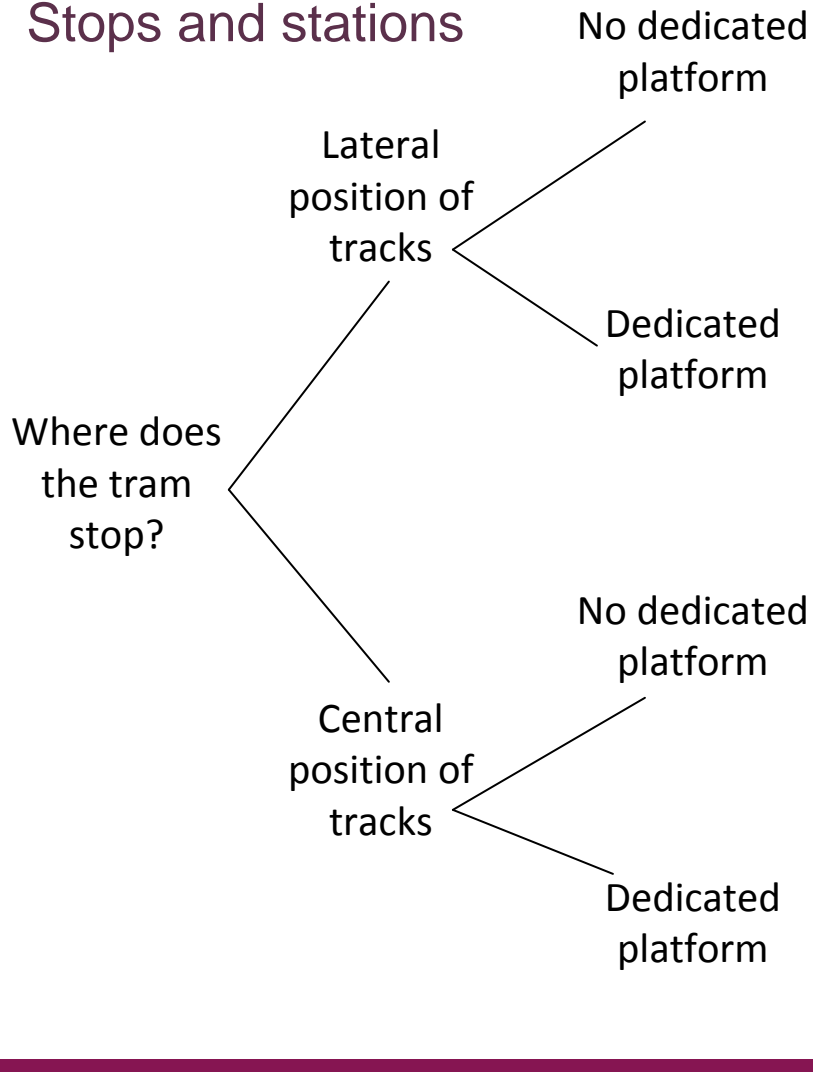 Stops and stations
No dedicated
platform
Lateral
position of
tracks
Dedicated
platform
Where does
the tram
stop?
No dedicated
platform
Central
position of
tracks
Dedicated
platform